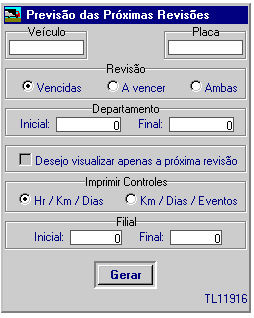 Previsão das Próximas Revisões
Veículo Placa
Revisão
Vencidas A vencer Ambas
Departamento
Inicial: 0 Final: 0
Desejo visualizar apenas a próxima revisão
Imprimir Controles
Hr / Km / Dias Km / Dias / Eventos
Filial
Inicial: 0 Final: 0
Gerar
TL11916